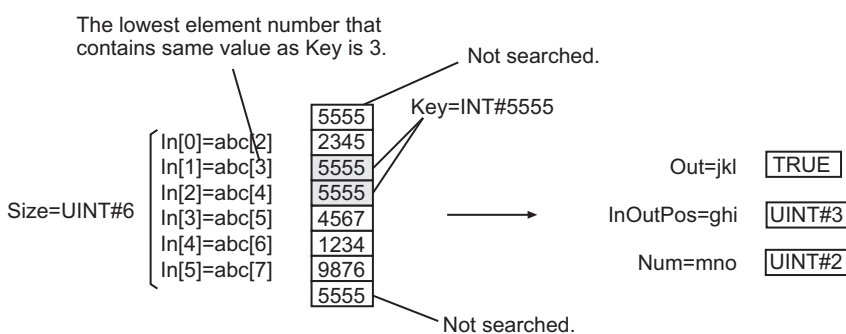 The lowest element number that
contains same value as Key is 3.
Not searched.
Key=INT#5555
5555
In[0]=abc[2] 2345
In[1]=abc[3] 5555
In[2]=abc[4] 5555
Size=UINT#6
In[3]=abc[5] 4567
In[4]=abc[6] 1234
In[5]=abc[7] 9876
5555
Not searched.
Out=jkl TRUE
InOutPos=ghi UINT#3
Num=mno UINT#2